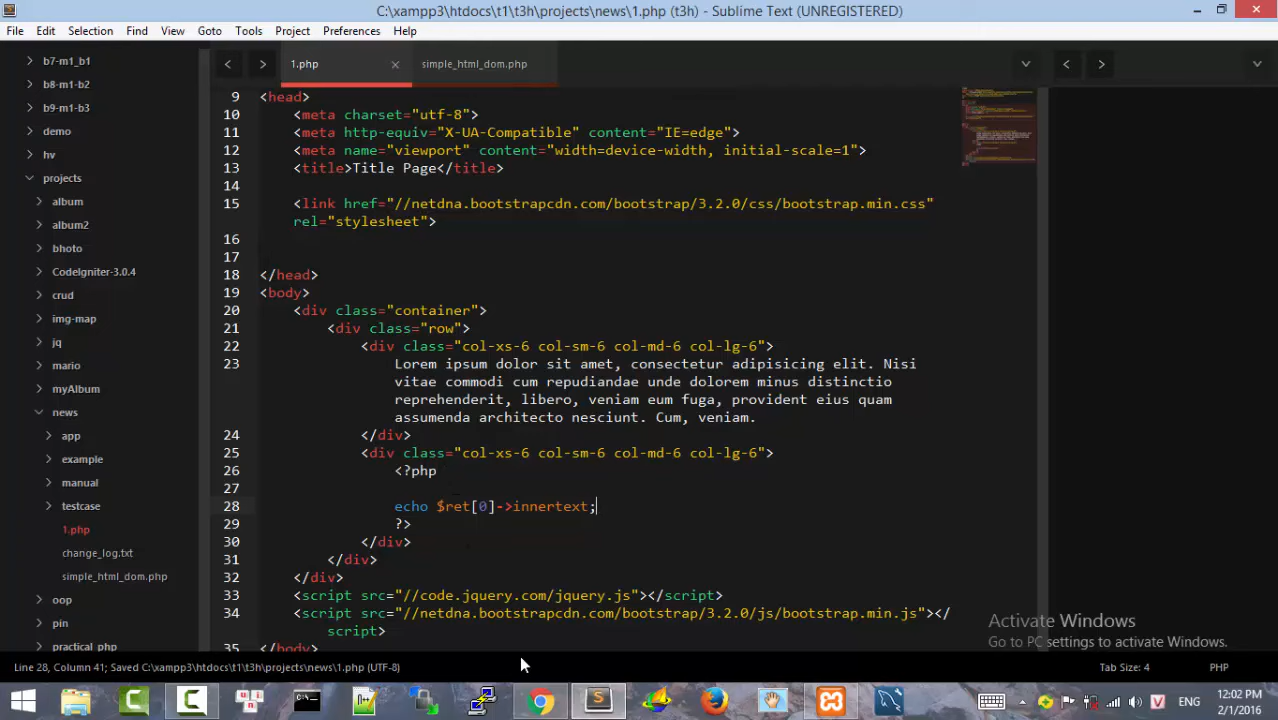 C:\xampp3\htdocs\t1\t3h\projects\news\1.php (t3h) - Sublime Text (UNREGISTERED)
File Edit Selection Find View Goto Tools Project Preferences Help
b7-m1_b1
b8-m1-b2
b9-m1-b3
demo
hv
projects
album
album2
bhoto
CodeIgniter-3.0.4
crud
img-map
jq
mario
myAlbum
news
app
example
manual
testcase
1.php
change_log.txt
simple_html_dom.php
oop
pin
practical_php
1.php simple_html_dom.php
9 <head>
10 <meta charset="utf-8">
11 <meta http-equiv="X-UA-Compatible" content="IE=edge">
12 <meta name="viewport" content="width=device-width, initial-scale=1">
13 <title>Title Page</title>
14
15 <link href="//netdna.bootstrapcdn.com/bootstrap/3.2.0/css/bootstrap.min.css"
rel="stylesheet">
16
17
18 </head>
19 <body>
20 <div class="container">
21 <div class="row">
22 <div class="col-xs-6 col-sm-6 col-md-6 col-lg-6">
23 Lorem ipsum dolor sit amet, consectetur adipisicing elit. Nisi
vitae commodi cum repudiandae unde dolorem minus distinctio
reprehenderit, libero, veniam eum fuga, provident eius quam
assumenda architecto nesciunt. Cum, veniam.
24 </div>
25 <div class="col-xs-6 col-sm-6 col-md-6 col-lg-6">
26 <?php
27
28 echo $ret[0]->innertext;
29 ?>
30 </div>
31 </div>
32 </div>
33 <script src="//code.jquery.com/jquery.js"></script>
34 <script src="//netdna.bootstrapcdn.com/bootstrap/3.2.0/js/bootstrap.min.js"></
script>
35 </body>
Activate Windows
Go to PC settings to activate Windows.
Line 28, Column 41; Saved C:\xampp3\htdocs\t1\t3h\projects\news\1.php (UTF-8)
Tab Size: 4 PHP
ENG
12:02 PM
2/1/2016